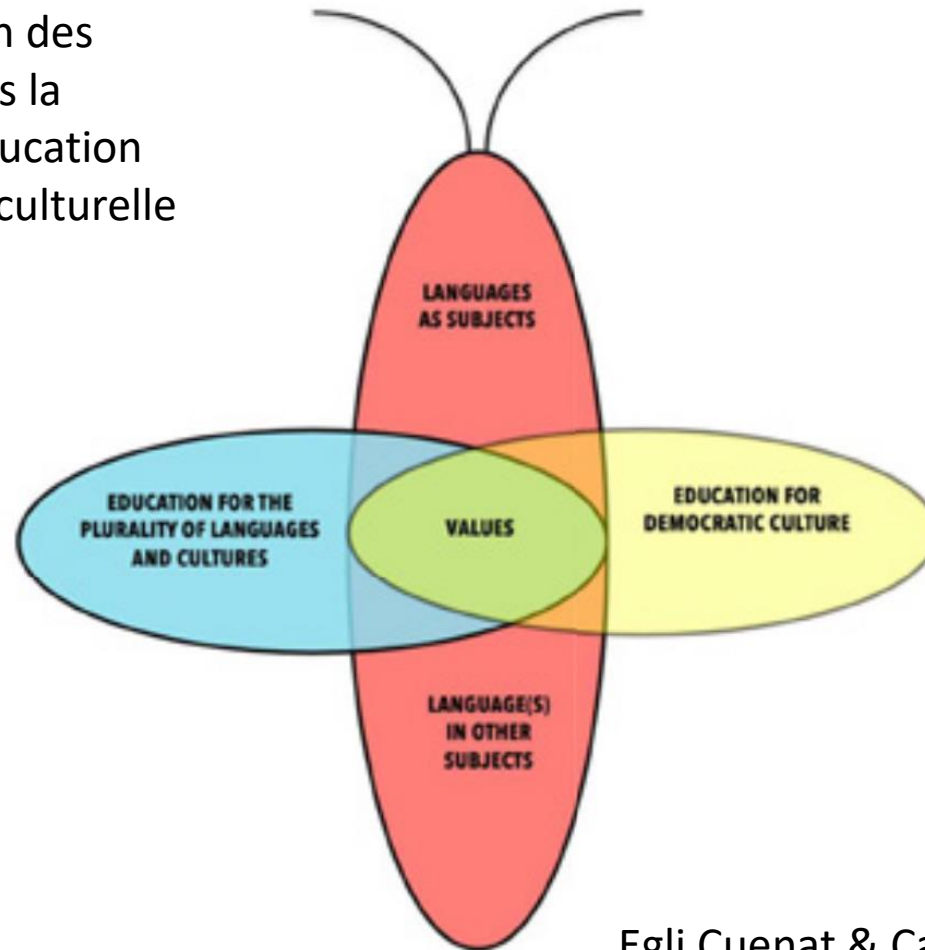 n des
s la
ucation
culturelle
LANGUAGES
AS SUBJECTS
EDUCATION FOR THE
PLURALITY OF LANGUAGES
AND CULTURES
VALUES
EDUCATION FOR
DEMOCRATIC CULTURE
LANGUAGE(S)
IN OTHER
SUBJECTS
Egli Cuenat & Ca